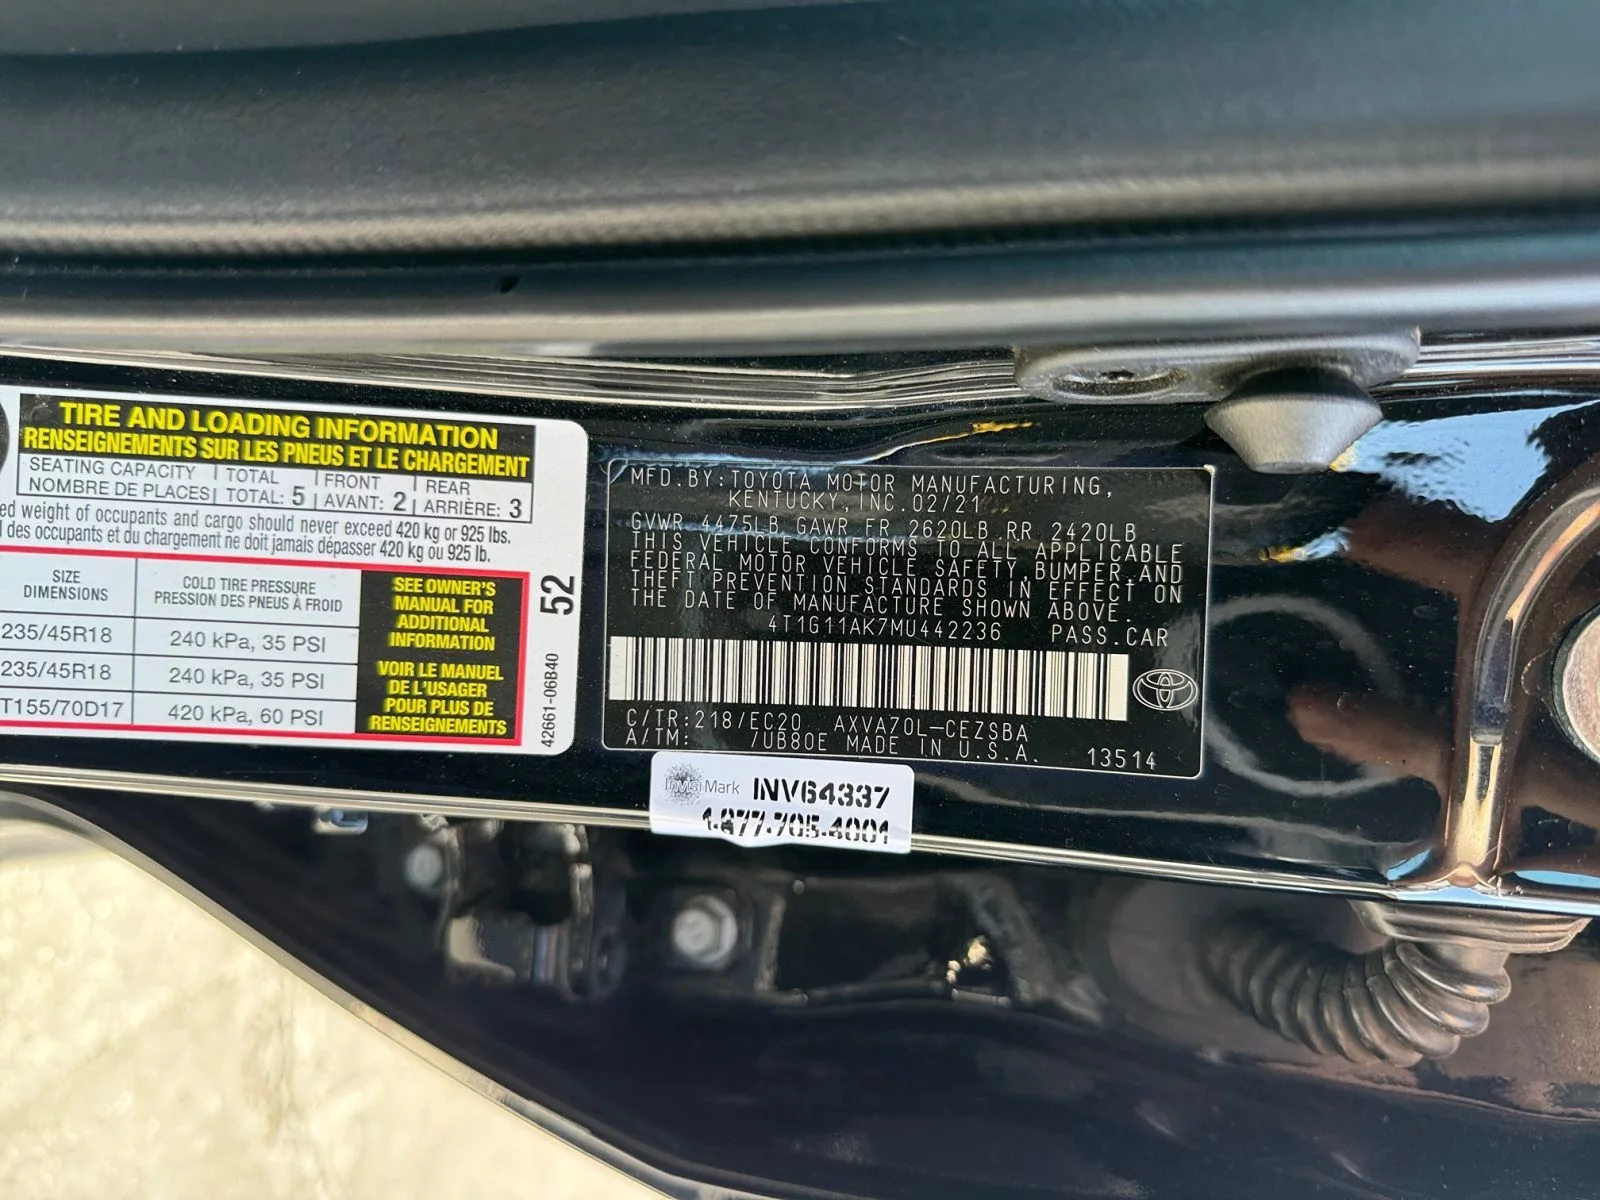 TIRE AND LOADING INFORMATION
RENSEIGNEMENTS SUR LES PNEUS ET LE CHARGEMENT
SEATING CAPACITY TOTAL FRONT REAR
NOMBRE DE PLACES TOTAL: 5 AVANT: 2 ARRIÈRE: 3
weight of occupants and cargo should never exceed 420 kg or 925 lbs.
des occupants et du chargement ne doit jamais dépasser 420 kg ou 925 lb.
SIZE
DIMENSIONS
COLD TIRE PRESSURE
PRESSION DES PNEUS À FROID
235/45R18 240 kPa, 35 PSI
235/45R18 240 kPa, 35 PSI
T155/70D17 420 kPa, 60 PSI
SEE OWNER'S
MANUAL FOR
ADDITIONAL
INFORMATION
VOIR LE MANUEL
DE L'USAGER
POUR PLUS DE
RENSEIGNEMENTS
52
42661-06B40
MFD.BY:TOYOTA MOTOR MANUFACTURING,
KENTUCKY,INC.02/21
GVWR 4475LB GAWR FR 2620LB RR 2420LB
THIS VEHICLE CONFORMS TO ALL APPLICABLE
FEDERAL MOTOR VEHICLE SAFETY,BUMPER,AND
THEFT PREVENTION STANDARDS IN EFFECT ON
THE DATE OF MANUFACTURE SHOWN ABOVE.
4T1G11AK7MU442236 PASS.CAR
C/TR:218/EC20 AXVA70L-CEZSBA
A/TM: 7UB80E MADE IN U.S.A. 13514
InvisiMark INV64337
1.877.705.4001